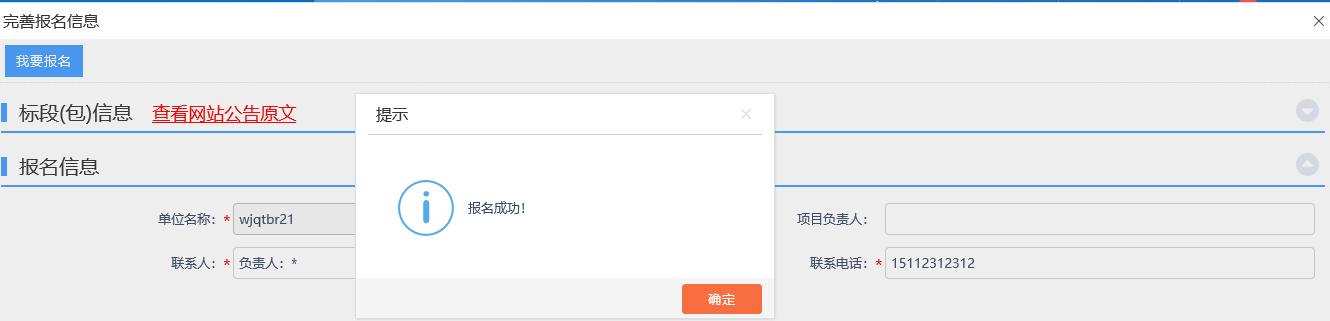 完善报名信息
我要报名
标段(包)信息 查看网站公告原文
提示
报名信息
报名成功!
单位名称: * wjqtbr21 项目负责人:
联系人: * 负责人: * 联系电话: * 15112312312
确定